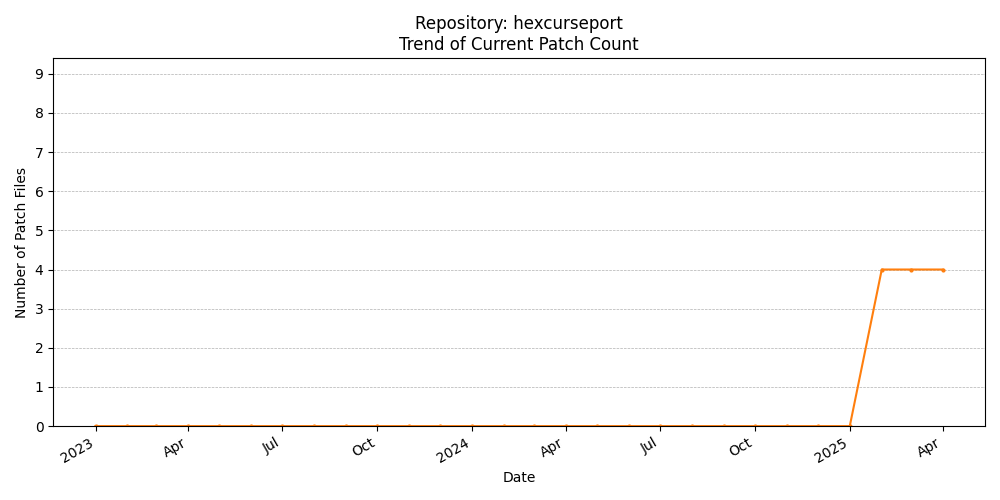 Repository: hexcurseport
Trend of Current Patch Count
Number of Patch Files
9
8
7
6
5
4
3
2
1
0
2023
Apr
Jul
Oct
2024
Apr
Jul
Oct
2025
Apr
Date